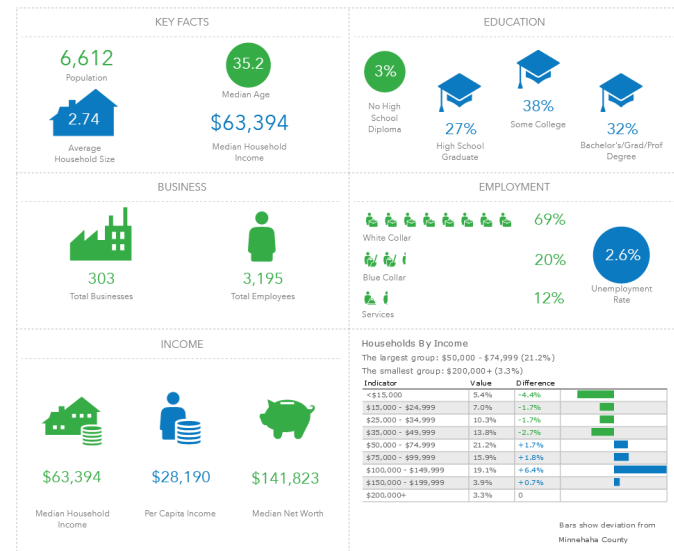 KEY FACTS
6,612
Population
35.2
Median Age
2.74
Average
Household Size
$63,394
Median Household
Income
EDUCATION
3%
No High
School
Diploma
27%
High School
Graduate
38%
Some College
32%
Bachelor's/Grad/Prof
Degree
BUSINESS
303
Total Businesses
3,195
Total Employees
EMPLOYMENT
69%
White Collar
20%
Blue Collar
12%
Services
2.6%
Unemployment
Rate
INCOME
$63,394
Median Household
Income
$28,190
Per Capita Income
$141,823
Median Net Worth
Households By Income
The largest group: $50,000 - $74,999 (21.2%)
The smallest group: $200,000+ (3.3%)
Indicator Value Difference
<$15,000 5.4% -4.4%
$15,000 - $24,999 7.0% -1.7%
$25,000 - $34,999 10.3% -1.7%
$35,000 - $49,999 13.8% -2.7%
$50,000 - $74,999 21.2% +1.7%
$75,000 - $99,999 15.9% +1.8%
$100,000 - $149,999 19.1% +6.4%
$150,000 - $199,999 3.9% +0.7%
$200,000+ 3.3% 0
Bars show deviation from
Minnehaha County